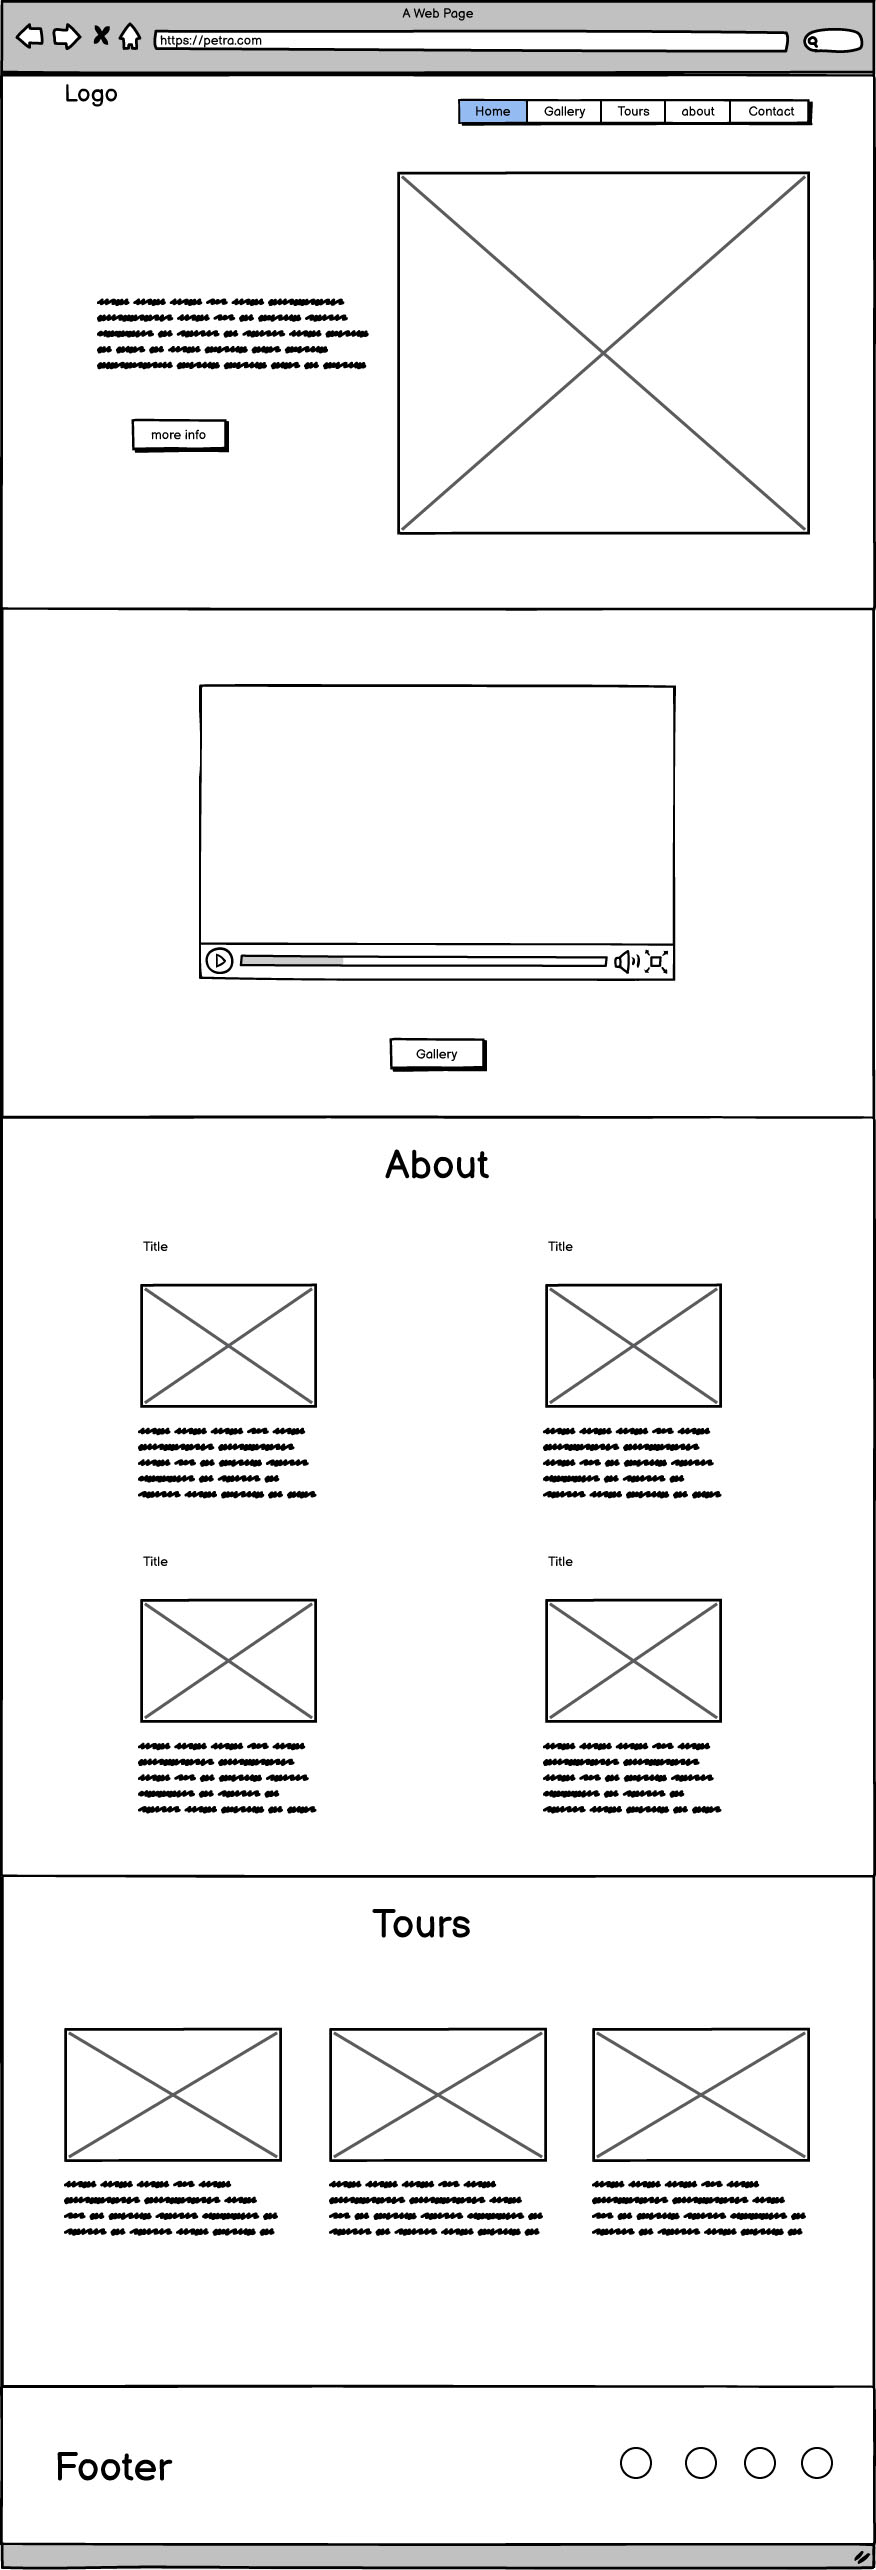 A Web Page
https://petra.com
Logo
Home Gallery Tours about Contact
more info
Gallery
About
Title Title
Title Title
Tours
Footer